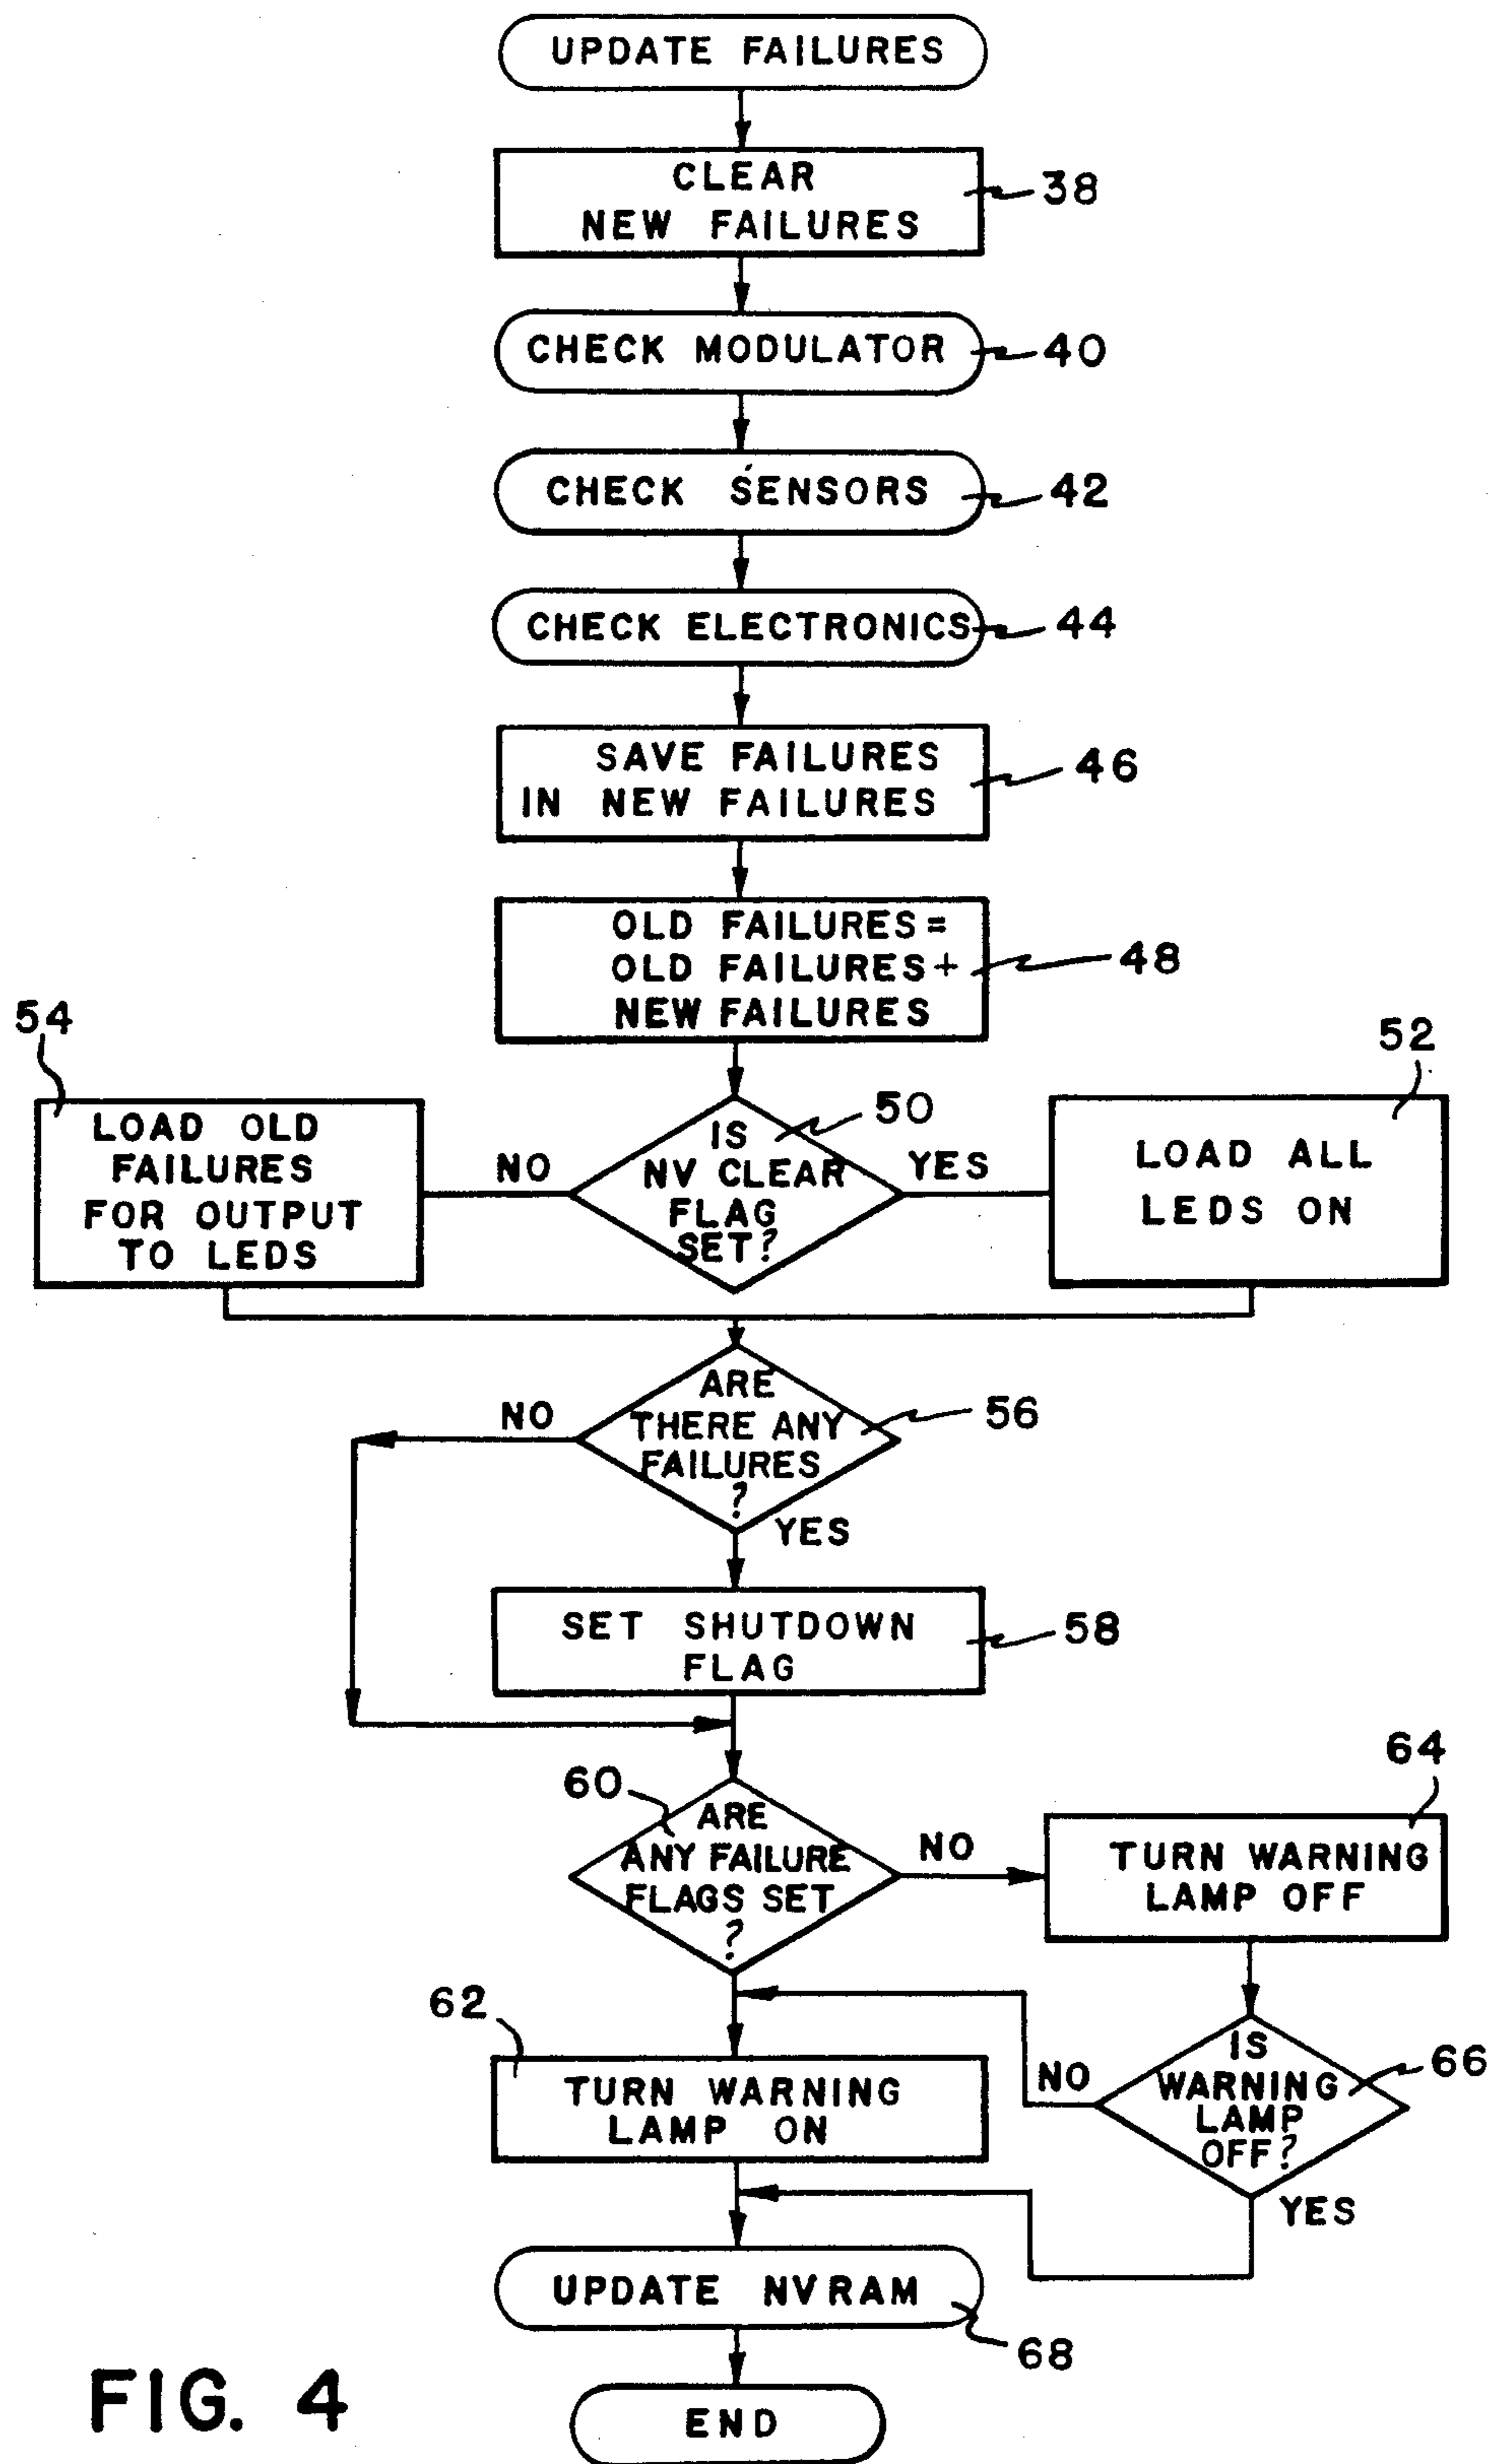 UPDATE FAILURES
CLEAR
NEW FAILURES
38
CHECK MODULATOR
40
CHECK SENSORS
42
CHECK ELECTRONICS
44
SAVE FAILURES
IN NEW FAILURES
46
OLD FAILURES =
OLD FAILURES +
NEW FAILURES
48
54
LOAD OLD
FAILURES
FOR OUTPUT
TO LEDS
NO
IS
NV CLEAR
FLAG
SET?
50
YES
52
LOAD ALL
LEDS ON
ARE
THERE ANY
FAILURES
?
56
NO
YES
SET SHUTDOWN
FLAG
58
60
ARE
ANY FAILURE
FLAGS SET
?
NO
64
TURN WARNING
LAMP OFF
62
TURN WARNING
LAMP ON
NO
IS
WARNING
LAMP
OFF?
66
YES
UPDATE NVRAM
68
END
FIG. 4